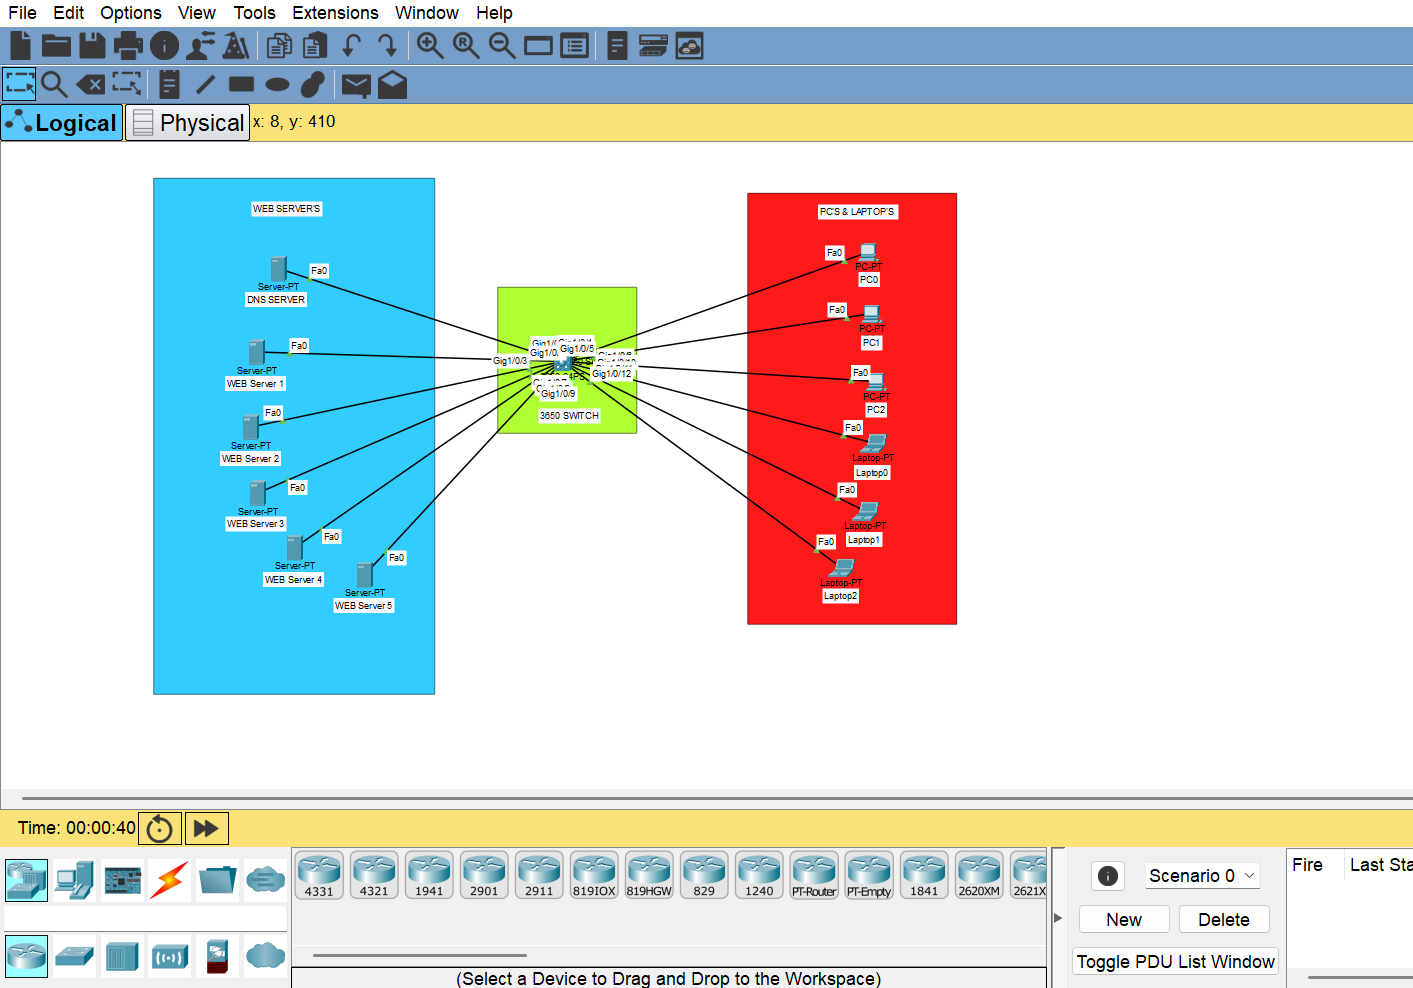 File Edit Options View Tools Extensions Window Help
Logical
Physical
x: 8, y: 410
WEB SERVER'S
Fa0
Server-PT
DNS SERVER
Fa0
Server-PT
WEB Server 1
Fa0
Server-PT
WEB Server 2
Fa0
Server-PT
WEB Server 3
Fa0
Server-PT
WEB Server 4
Fa0
Server-PT
WEB Server 5
Gig1/0/5
Gig1/0/3
Gig1/0/12
Gig1/0/9
3650 SWITCH
PC'S & LAPTOP'S
Fa0
PC-PT
PC0
Fa0
PC-PT
PC1
Fa0
PC-PT
PC2
Fa0
Laptop-PT
Laptop0
Fa0
Laptop-PT
Laptop1
Fa0
Laptop-PT
Laptop2
Time: 00:00:40
4331 4321 1941 2901 2911 819IOX 819HGW 829 1240 PT-Router PT-Empty 1841 2620XM 2621X
(Select a Device to Drag and Drop to the Workspace)
Scenario 0
New
Delete
Toggle PDU List Window
Fire Last Sta